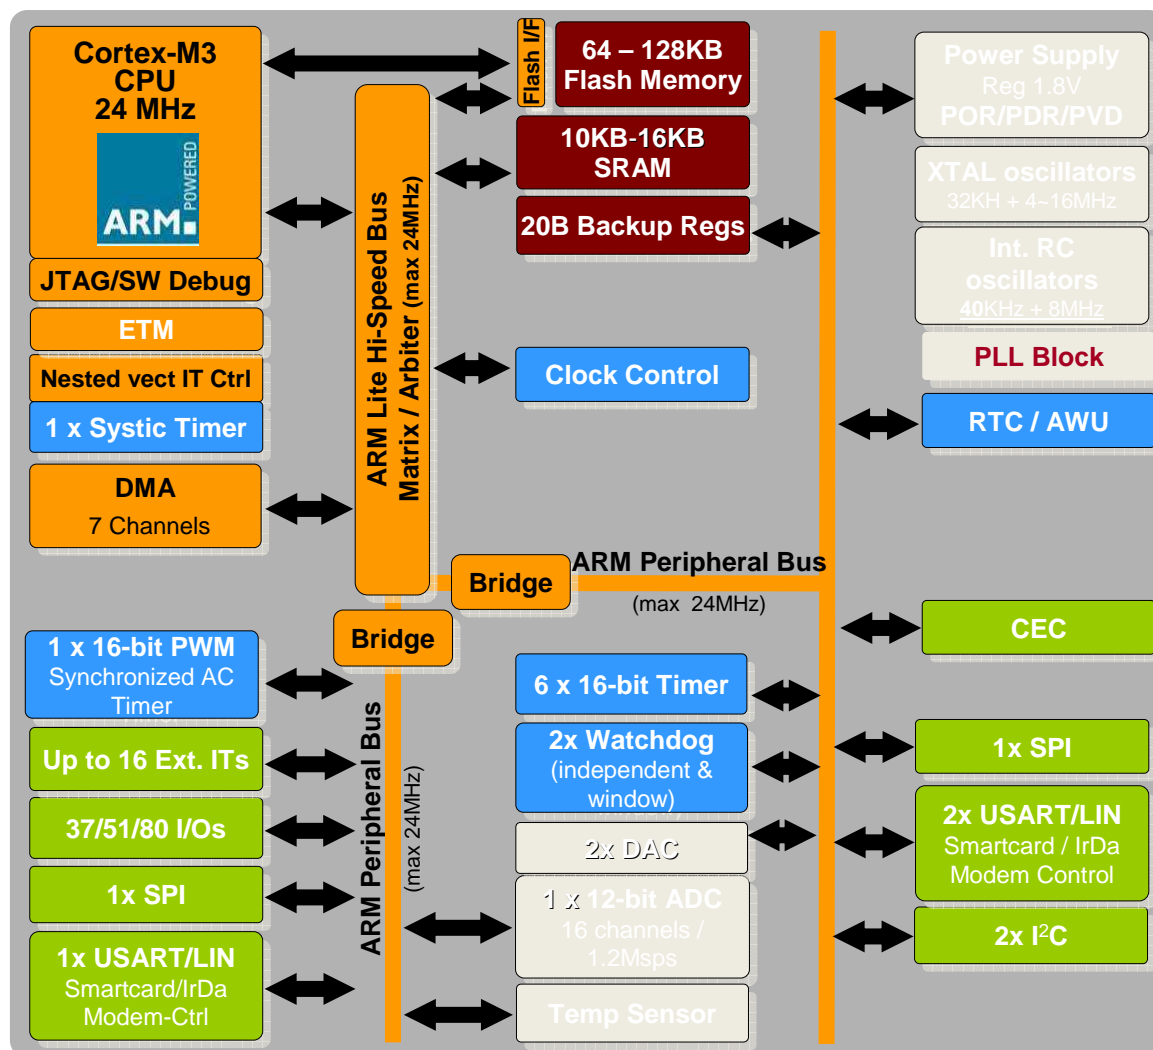 Cortex-M3
CPU
24 MHz
ARM POWERED
JTAG/SW Debug
ETM
Nested vect IT Ctrl
1 x Systic Timer
DMA
7 Channels
ARM Lite Hi-Speed Bus
Matrix / Arbiter (max 24MHz)
Flash I/F
64 – 128KB
Flash Memory
10KB-16KB
SRAM
20B Backup Regs
Clock Control
Power Supply
Reg 1.8V
POR/PDR/PVD
XTAL oscillators
32KH + 4~16MHz
Int. RC
oscillators
40KHz + 8MHz
PLL Block
RTC / AWU
Bridge
ARM Peripheral Bus
(max 24MHz)
Bridge
1 x 16-bit PWM
Synchronized AC
Timer
Up to 16 Ext. ITs
37/51/80 I/Os
1x SPI
1x USART/LIN
Smartcard/IrDa
Modem-Ctrl
ARM Peripheral Bus
(max 24MHz)
6 x 16-bit Timer
2x Watchdog
(independent &
window)
2x DAC
1 x 12-bit ADC
16 channels /
1.2Msps
Temp Sensor
CEC
1x SPI
2x USART/LIN
Smartcard / IrDa
Modem Control
2x I²C